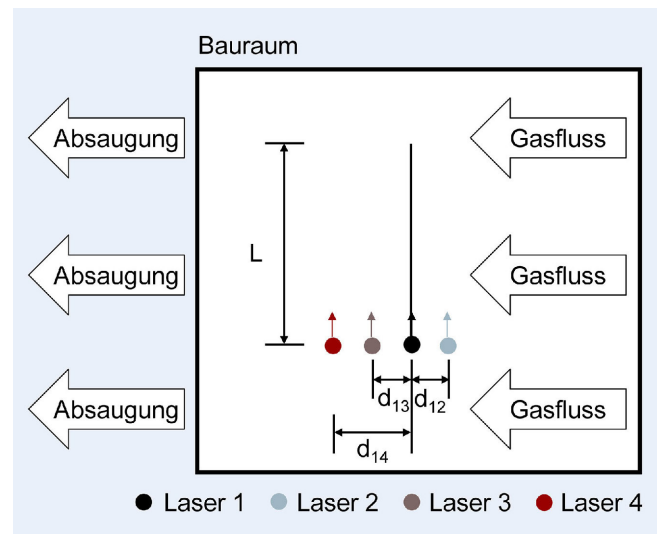 Bauraum
Absaugung
Gasfluss
Absaugung
Gasfluss
L
Absaugung
Gasfluss
d13
d12
d14
Laser 1
Laser 2
Laser 3
Laser 4